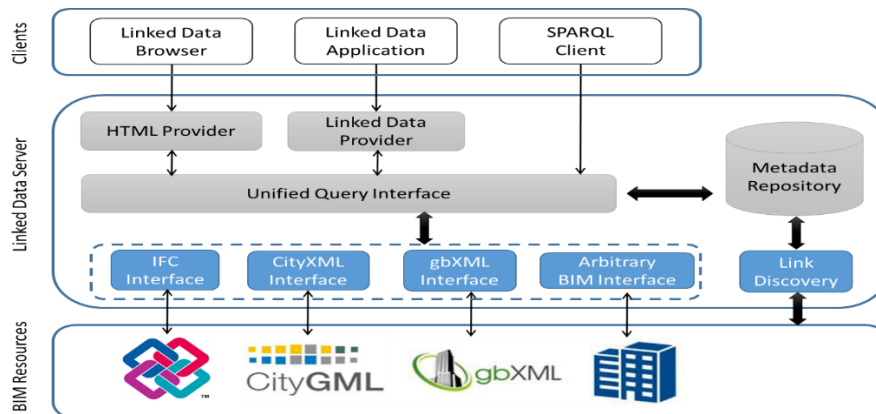 Clients
Linked Data
Browser
Linked Data
Application
SPARQL
Client
Linked Data Server
HTML Provider
Linked Data
Provider
Unified Query Interface
Metadata
Repository
IFC
Interface
CityXML
Interface
gbXML
Interface
Arbitrary
BIM Interface
Link
Discovery
BIM Resources
TM
CityGML
gbXML